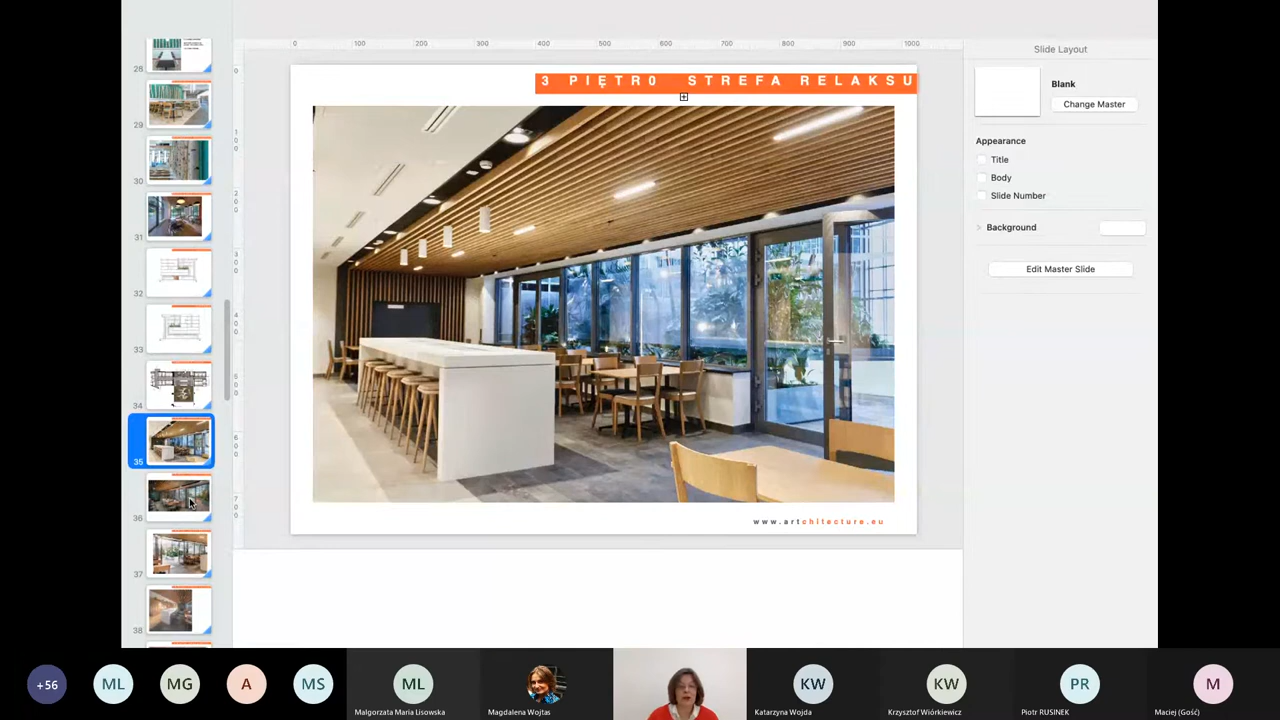 0 100 200 300 400 500 600 700 800 900 1000
Slide Layout
28
3 PIĘTRO STREFA RELAKSU
Blank
Change Master
29
Appearance
Title
Body
Slide Number
30
Background
31
Edit Master Slide
32
33
34
35
36
www.artchitecture.eu
37
38
+56
ML
MG
A
MS
ML
Malgorzata Maria Lisowska
Magdalena Wojtas
KW
Katarzyna Wojda
KW
Krzysztof Wiórkiewicz
PR
Piotr RUSINEK
M
Maciej (Gość)